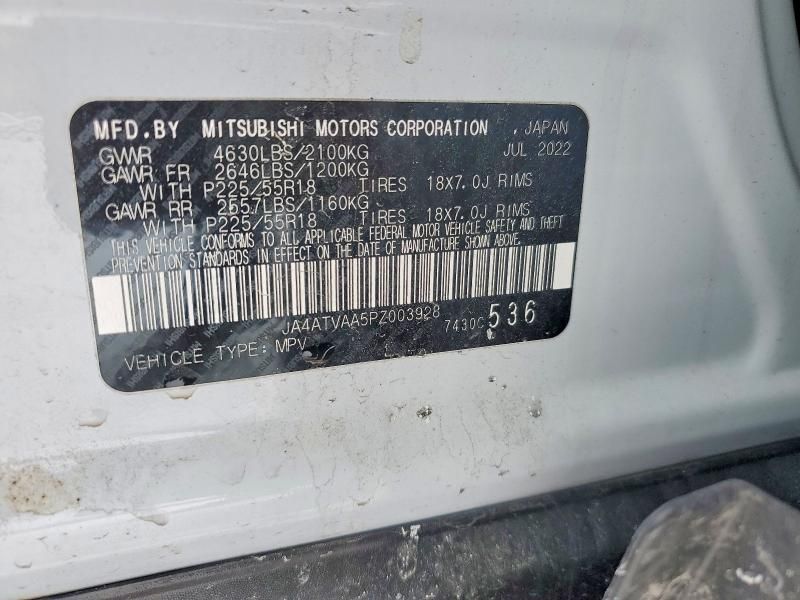 MFD.BY MITSUBISHI MOTORS CORPORATION , JAPAN
GVWR 4630LBS/2100KG JUL 2022
GAWR FR 2646LBS/1200KG
WITH P225/55R18 TIRES 18X7.0J RIMS
GAWR RR 2557LBS/1160KG
WITH P225/55R18 TIRES 18X7.0J RIMS
THIS VEHICLE CONFORMS TO ALL APPLICABLE FEDERAL MOTOR VEHICLE SAFETY AND THEFT
PREVENTION STANDARDS IN EFFECT ON THE DATE OF MANUFACTURE SHOWN ABOVE.
JA4ATVAA5PZ003928 7430C 536
VEHICLE TYPE: MPV